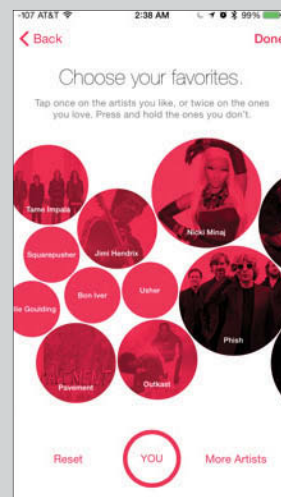 -107 AT&T 2:38 AM 99%
Back Done
Choose your favorites.
Tap once on the artists you like, or twice on the ones
you love. Press and hold the ones you don't.
Tame Impala
Nicki Minaj
Jimi Hendrix
Squarepusher
Bon Iver
Usher
llie Goulding
Phish
Pavement
Outkast
Reset YOU More Artists